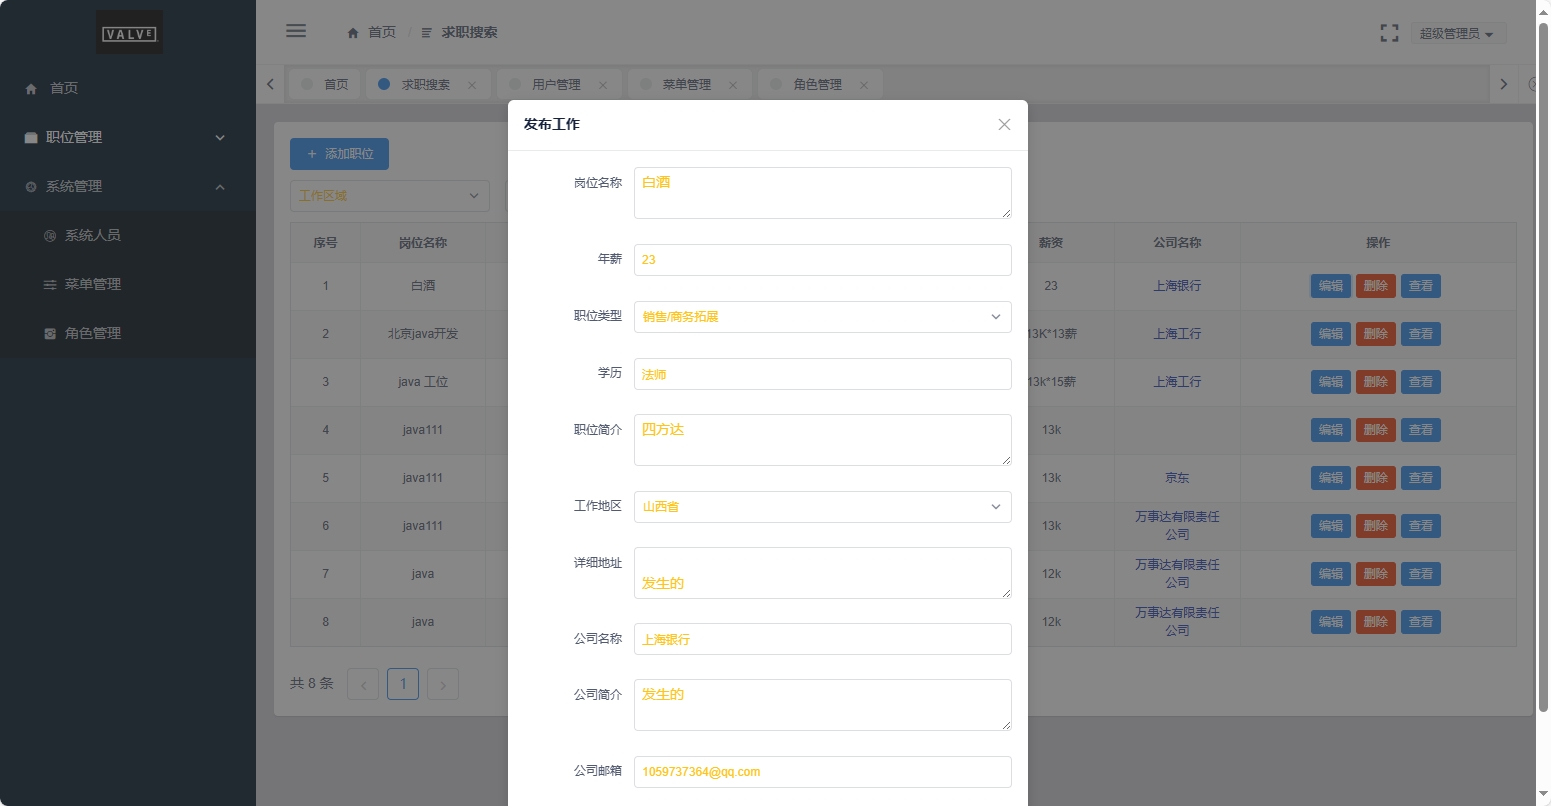 VALVE
首页
职位管理
系统管理
系统人员
菜单管理
角色管理
首页 / 求职搜索
超级管理员
首页
求职搜索
用户管理
菜单管理
角色管理
添加职位
工作区域
序号 岗位名称 薪资 公司名称 操作
1 白酒 23 上海银行 编辑 删除 查看
2 北京java开发 13K*13薪 上海工行 编辑 删除 查看
3 java 工位 13k*15薪 上海工行 编辑 删除 查看
4 java111 13k 编辑 删除 查看
5 java111 13k 京东 编辑 删除 查看
6 java111 13k 万事达有限责任
公司 编辑 删除 查看
7 java 12k 万事达有限责任
公司 编辑 删除 查看
8 java 12k 万事达有限责任
公司 编辑 删除 查看
共 8 条
1
发布工作
岗位名称 白酒
年薪 23
职位类型 销售/商务拓展
学历 法师
职位简介 四方达
工作地区 山西省
详细地址 发生的
公司名称 上海银行
公司简介 发生的
公司邮箱 1059737364@qq.com